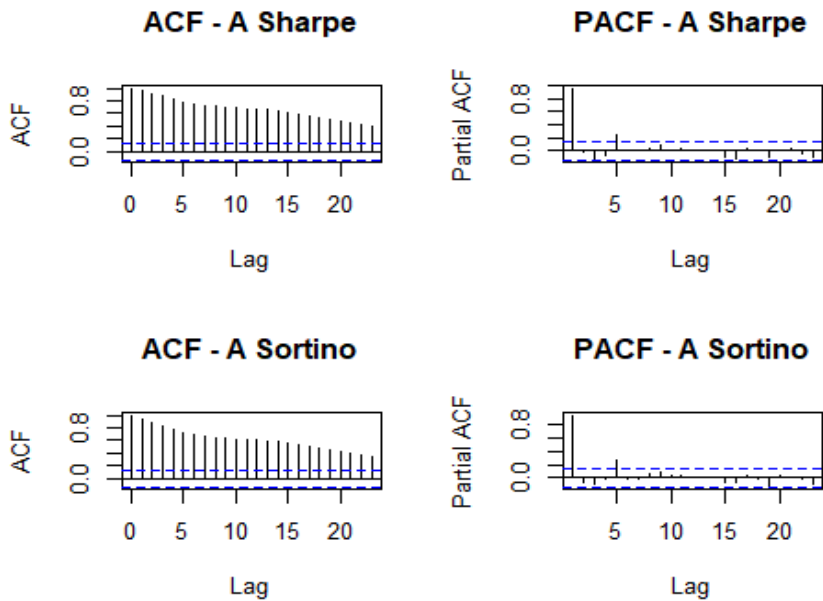 ACF - A Sharpe
ACF
0.0 0.8
0 5 10 15 20
Lag
PACF - A Sharpe
Partial ACF
0.0 0.8
5 10 15 20
Lag
ACF - A Sortino
ACF
0.0 0.8
0 5 10 15 20
Lag
PACF - A Sortino
Partial ACF
0.0 0.8
5 10 15 20
Lag